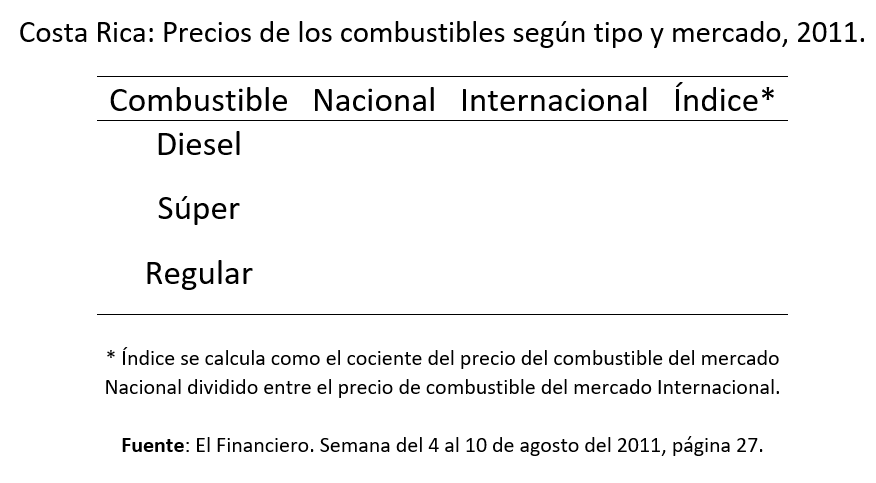 Costa Rica: Precios de los combustibles según tipo y mercado, 2011.
Combustible Nacional Internacional Índice*
Diesel
Súper
Regular
* Índice se calcula como el cociente del precio del combustible del mercado
Nacional dividido entre el precio de combustible del mercado Internacional.
Fuente: El Financiero. Semana del 4 al 10 de agosto del 2011, página 27.